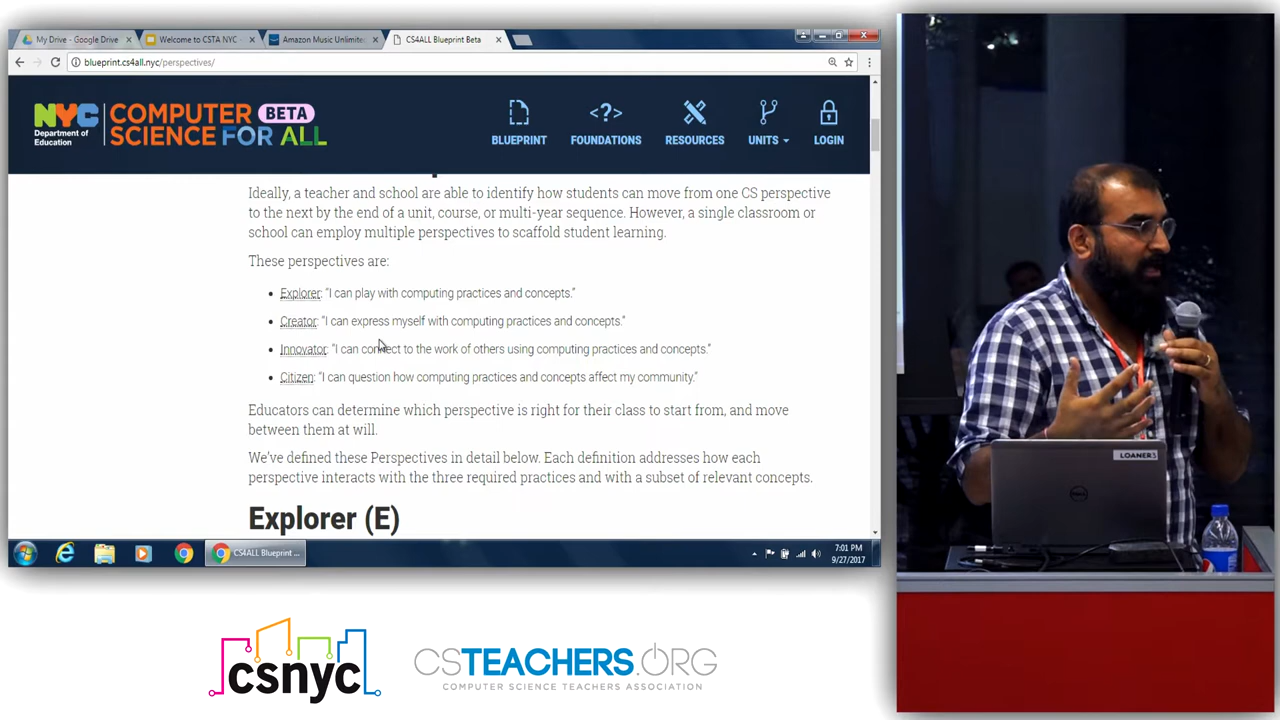 My Drive - Google Drive
Welcome to CSTA NYC
Amazon Music Unlimite
CS4ALL Blueprint Beta
blueprint.cs4all.nyc/perspectives/
NYC
Department of
Education
COMPUTER BETA
SCIENCE FOR ALL
BLUEPRINT
<?>
FOUNDATIONS
RESOURCES
UNITS
LOGIN
Ideally, a teacher and school are able to identify how students can move from one CS perspective
to the next by the end of a unit, course, or multi-year sequence. However, a single classroom or
school can employ multiple perspectives to scaffold student learning.
These perspectives are:
Explorer: “I can play with computing practices and concepts.”
Creator: “I can express myself with computing practices and concepts.”
Innovator: “I can connect to the work of others using computing practices and concepts.”
Citizen: “I can question how computing practices and concepts affect my community.”
Educators can determine which perspective is right for their class to start from, and move
between them at will.
We've defined these Perspectives in detail below. Each definition addresses how each
perspective interacts with the three required practices and with a subset of relevant concepts.
Explorer (E)
CS4ALL Blueprint ...
7:01 PM
9/27/2017
LOANER3
DELL
csnyc
CSTEACHERS.ORG
COMPUTER SCIENCE TEACHERS ASSOCIATION